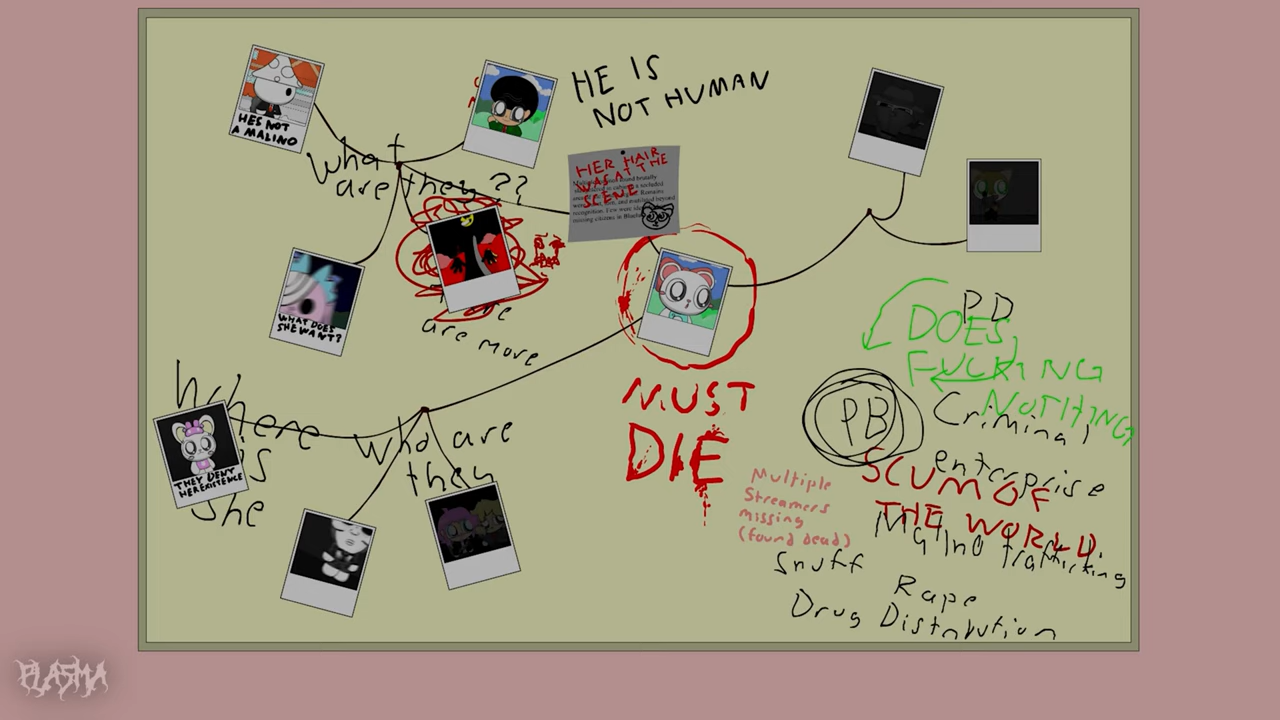 HE IS
NOT HUMAN
HES NOT
A MALINO
What
are they ??
HER HAIR
WAS AT THE
SCENE
WHAT DOES
SHE WANT?
are more
MUST
DIE
Where
is
she
THEY DENY
HER EXISTENCE
who are
they
PD
DOES
FUCKING
NOTHING
PB
Criminal
enterprise
SCUM OF
THE WORLD
Malino trafficking
Multiple
Streamers
missing
(found dead)
Snuff
Rape
Drug Distribution
PLASMA